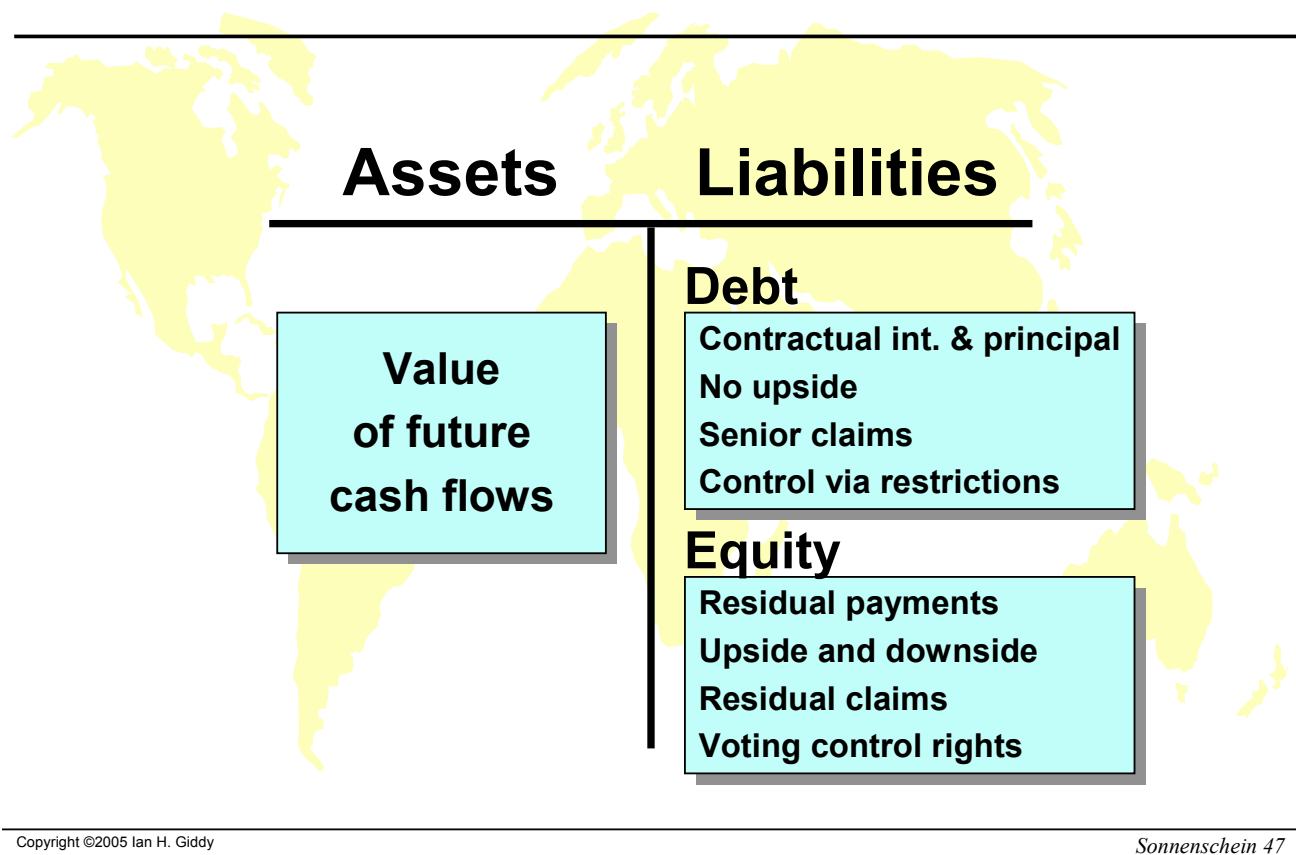 Assets Liabilities
Value
of future
cash flows
Debt
Contractual int. & principal
No upside
Senior claims
Control via restrictions
Equity
Residual payments
Upside and downside
Residual claims
Voting control rights
Copyright ©2005 Ian H. Giddy
Sonnenschein 47